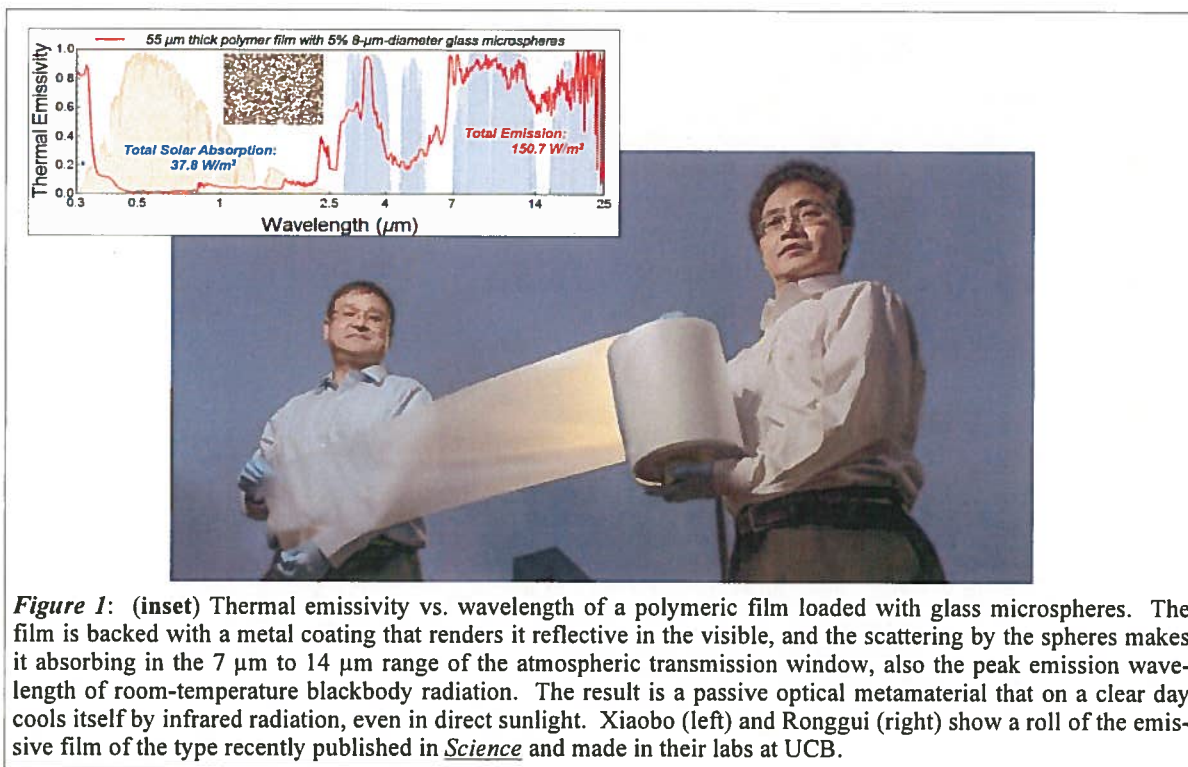 55 µm thick polymer film with 5% 8-µm-diameter glass microspheres
1.0
0.8
0.6
0.4
0.2
0.0
Thermal Emissivity
Total Solar Absorption:
37.8 W/m²
Total Emission:
150.7 W/m²
0.3 0.5 1 2.5 4 7 14 25
Wavelength (µm)
Figure 1: (inset) Thermal emissivity vs. wavelength of a polymeric film loaded with glass microspheres. The
film is backed with a metal coating that renders it reflective in the visible, and the scattering by the spheres makes
it absorbing in the 7 µm to 14 µm range of the atmospheric transmission window, also the peak emission wave-
length of room-temperature blackbody radiation. The result is a passive optical metamaterial that on a clear day
cools itself by infrared radiation, even in direct sunlight. Xiaobo (left) and Ronggui (right) show a roll of the emis-
sive film of the type recently published in Science and made in their labs at UCB.